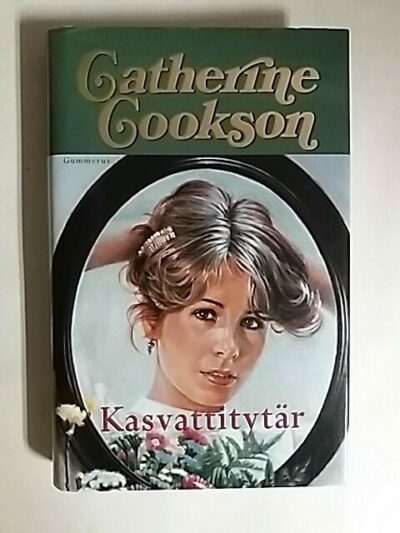 Catherine
Cookson
Gummerus
Kasvattitytär